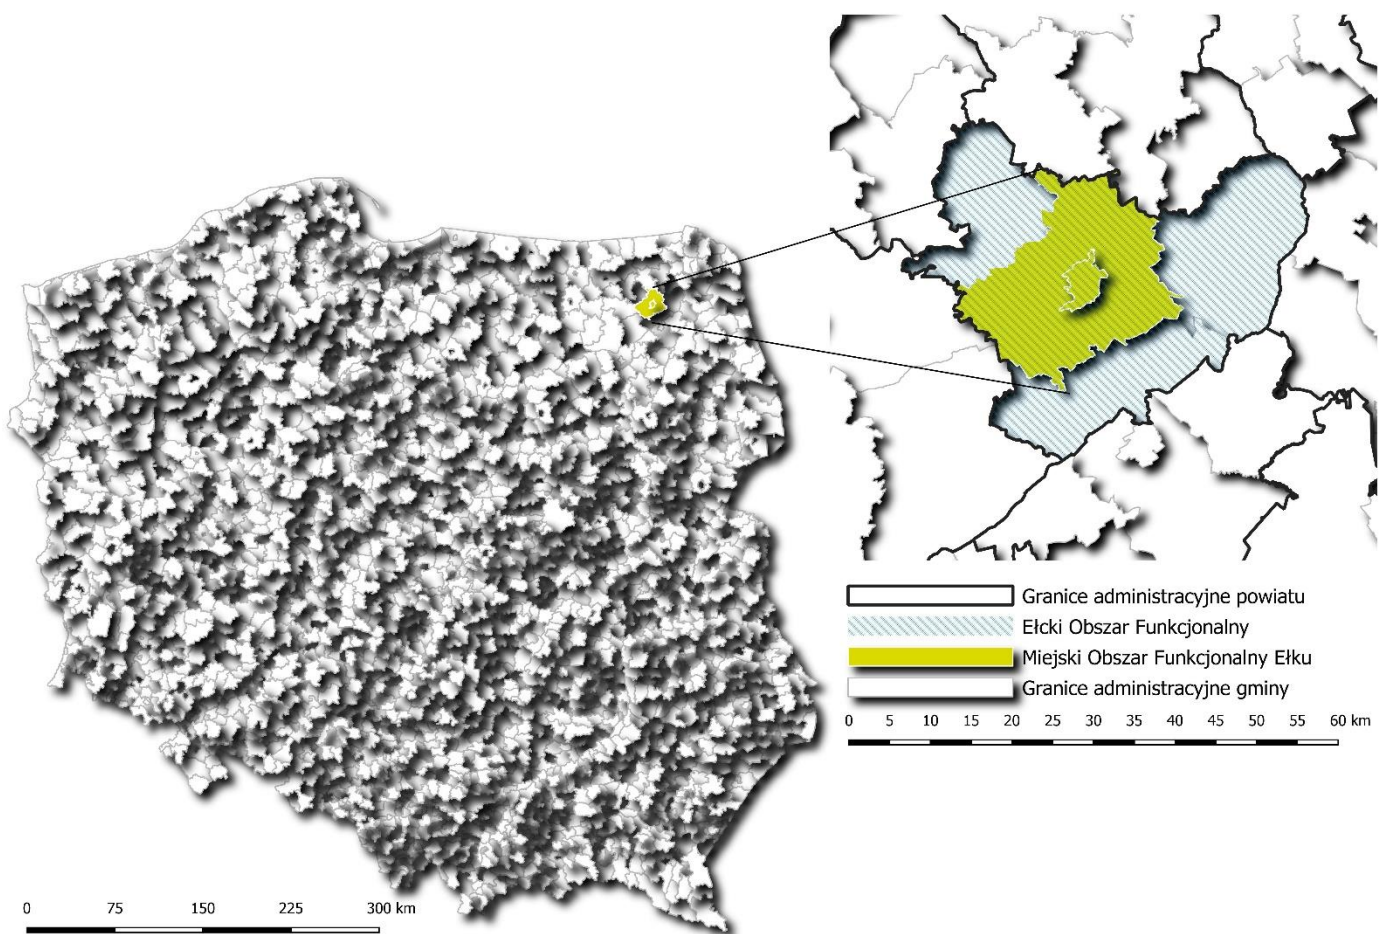 Granice administracyjne powiatu
Ełcki Obszar Funkcjonalny
Miejski Obszar Funkcjonalny Ełku
Granice administracyjne gminy
0 5 10 15 20 25 30 35 40 45 50 55 60 km
0 75 150 225 300 km